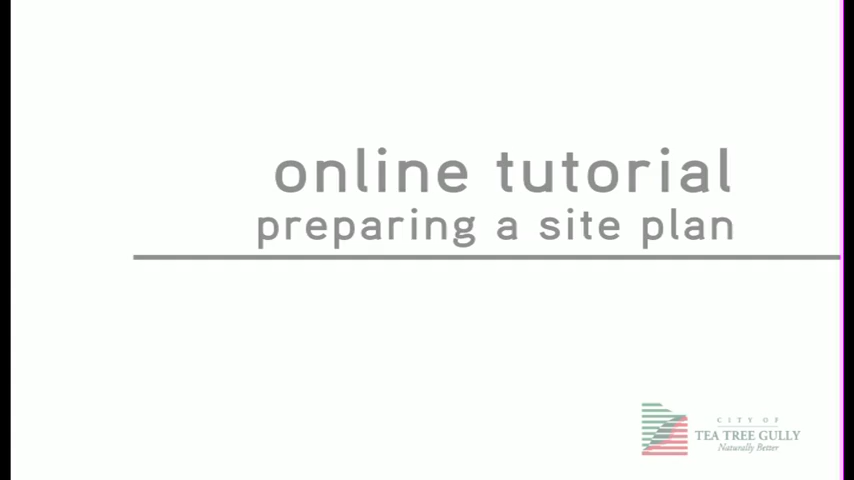 online tutorial
preparing a site plan
CITY OF
TEA TREE GULLY
Naturally Better